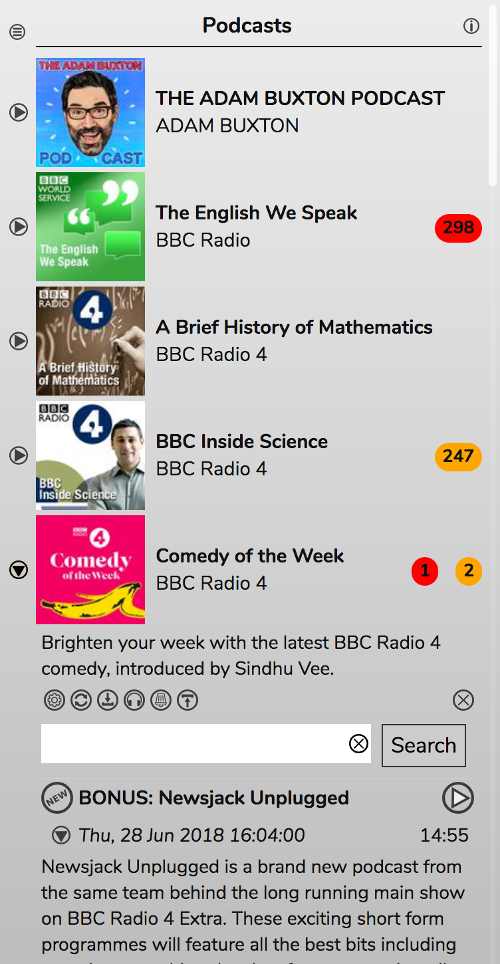 Podcasts
THE ADAM BUXTON
POD CAST
THE ADAM BUXTON PODCAST
ADAM BUXTON
BBC
WORLD
SERVICE
The English
We Speak
The English We Speak
BBC Radio
298
BBC
RADIO
4
A Brief History
of Mathematics
A Brief History of Mathematics
BBC Radio 4
BBC
RADIO
4
BBC
Inside Science
BBC Inside Science
BBC Radio 4
247
BBC
RADIO
4
Comedy
of the Week
Comedy of the Week
BBC Radio 4
1 2
Brighten your week with the latest BBC Radio 4
comedy, introduced by Sindhu Vee.
Search
NEW BONUS: Newsjack Unplugged
Thu, 28 Jun 2018 16:04:00 14:55
Newsjack Unplugged is a brand new podcast from
the same team behind the long running main show
on BBC Radio 4 Extra. These exciting short form
programmes will feature all the best bits including